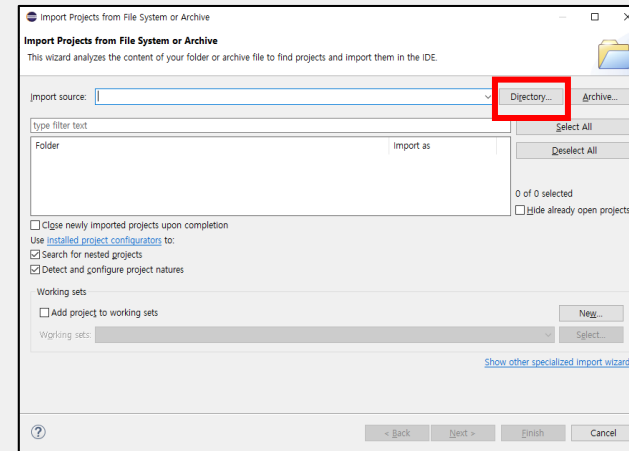 Import Projects from File System or Archive
Import Projects from File System or Archive
This wizard analyzes the content of your folder or archive file to find projects and import them in the IDE.
Import source:
Directory...
Archive...
type filter text
Select All
Folder
Import as
Deselect All
0 of 0 selected
Hide already open projects
Close newly imported projects upon completion
Use installed project configurators to:
Search for nested projects
Detect and configure project natures
Working sets
Add project to working sets
New...
Working sets:
Select...
Show other specialized import wizard
?
< Back
Next >
Finish
Cancel